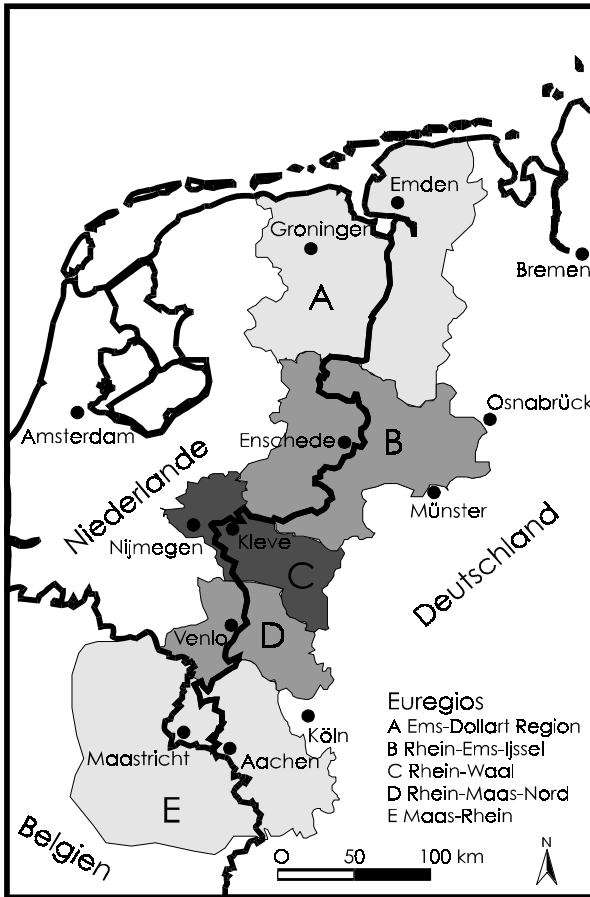 Emden
Groningen
Bremen
A
Osnabrück
Amsterdam
Enschede
B
Niederlande
Münster
Nijmegen
Kleve
Deutschland
C
Venlo
D
Euregios
A Ems-Dollart Region
Köln
B Rhein-Ems-Ijssel
Maastricht
Aachen
C Rhein-Waal
D Rhein-Maas-Nord
E
E Maas-Rhein
Belgien
O 50 100 km
N